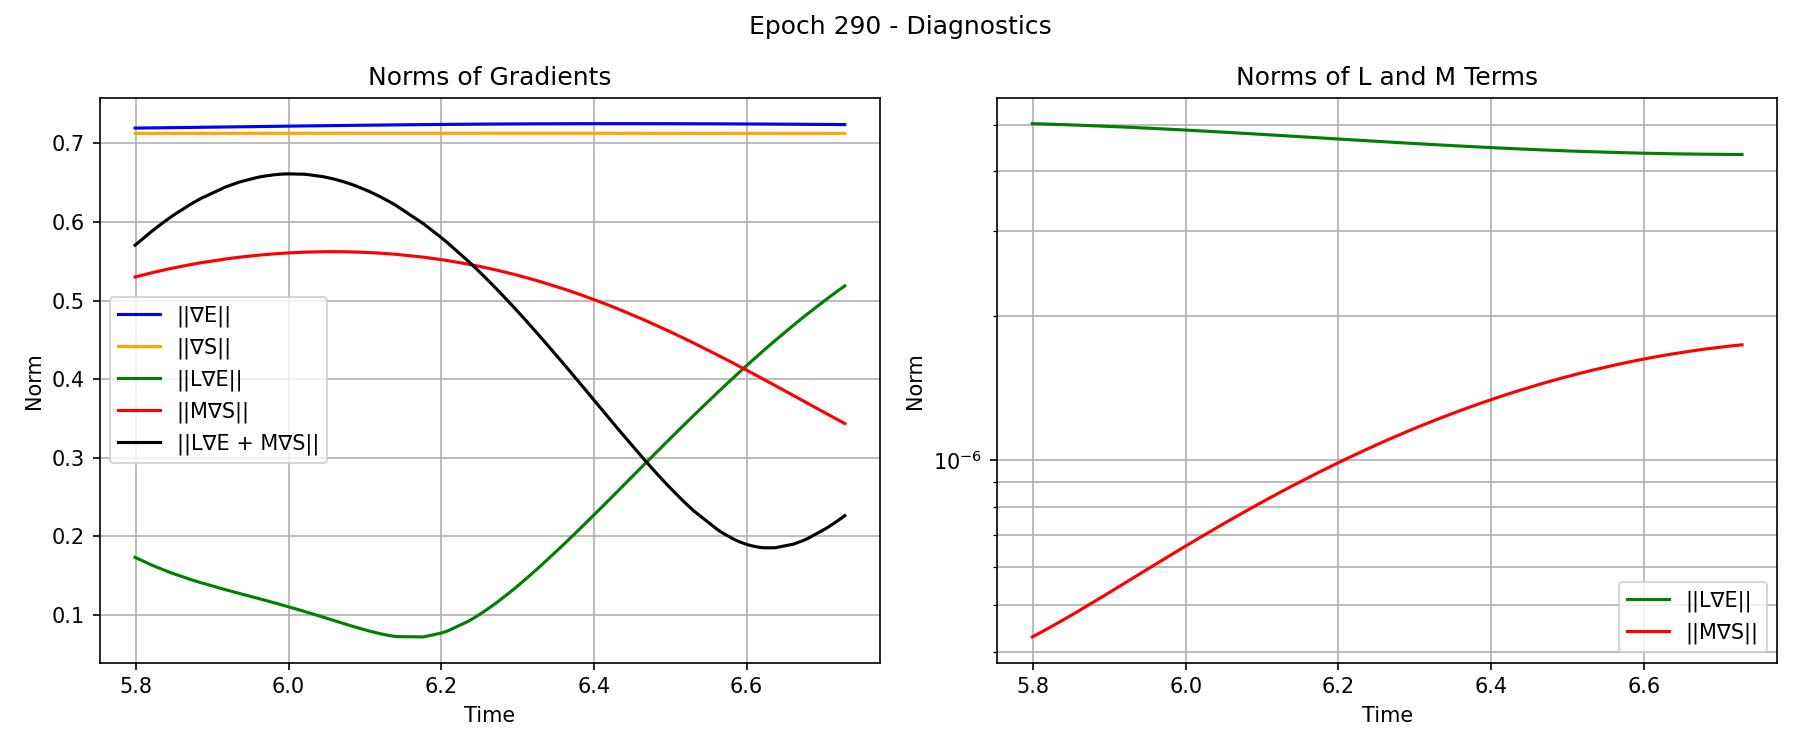 Epoch 290 - Diagnostics
Norms of Gradients
Norm
0.7
0.6
0.5
0.4
0.3
0.2
0.1
||∇E||
||∇S||
||L∇E||
||M∇S||
||L∇E + M∇S||
5.8 6.0 6.2 6.4 6.6
Time
Norms of L and M Terms
Norm
10⁻⁶
||L∇E||
||M∇S||
5.8 6.0 6.2 6.4 6.6
Time